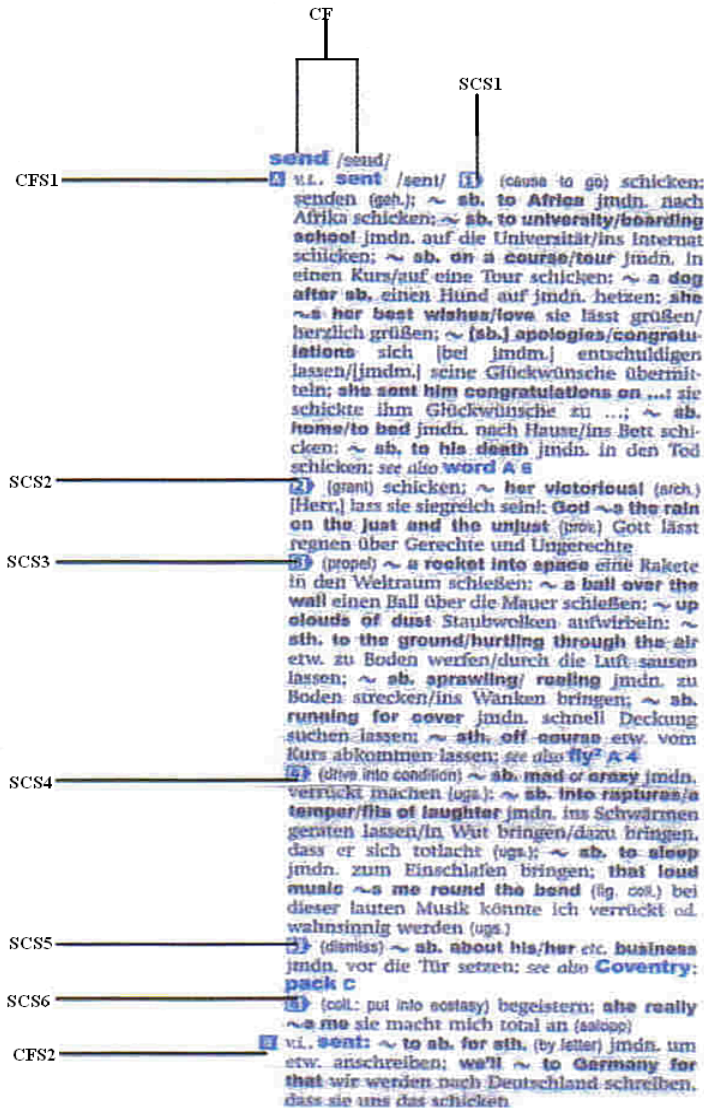 CF
SCS1
send /send/
CFS1
A v.t., sent /sent/ 1 (cause to go) schicken;
senden (geh.); ~ sb. to Africa jmdn. nach
Afrika schicken; ~ sb. to university/boarding
school jmdn. auf die Universität/ins Internat
schicken; ~ sb. on a course/tour jmdn. in
einen Kurs/auf eine Tour schicken; ~ a dog
after sb. einen Hund auf jmdn. hetzen; she
~s her best wishes/love sie lässt grüßen/
herzlich grüßen; ~ [sb.] apologies/congratu-
lations sich [bei jmdm.] entschuldigen
lassen/[jmdm.] seine Glückwünsche übermit-
teln; she sent him congratulations on ...: sie
schickte ihm Glückwünsche zu ...; ~ sb.
home/to bed jmdn. nach Hause/ins Bett schi-
cken; ~ sb. to his death jmdn. in den Tod
schicken; see also word A 6
SCS2
2 (grant) schicken; ~ her victorious! (arch.)
[Herr,] lass sie siegreich sein!; God ~s the rain
on the just and the unjust (prov.) Gott lässt
regnen über Gerechte und Ungerechte
SCS3
3 (propel) ~ a rocket into space eine Rakete
in den Weltraum schießen; ~ a ball over the
wall einen Ball über die Mauer schießen; ~ up
clouds of dust Staubwolken aufwirbeln; ~
sth. to the ground/hurtling through the air
etw. zu Boden werfen/durch die Luft sausen
lassen; ~ sb. sprawling/ reeling jmdn. zu
Boden strecken/ins Wanken bringen; ~ sb.
running for cover jmdn. schnell Deckung
suchen lassen; ~ sth. off course etw. vom
Kurs abkommen lassen; see also fly² A 4
SCS4
4 (drive into condition) ~ sb. mad or crazy jmdn.
verrückt machen (ugs.); ~ sb. into raptures/a
temper/fits of laughter jmdn. ins Schwärmen
geraten lassen/in Wut bringen/dazu bringen,
dass er sich totlacht (ugs.); ~ sb. to sleep
jmdn. zum Einschlafen bringen; that loud
music ~s me round the bend (fig. coll.) bei
dieser lauten Musik könnte ich verrückt od.
wahnsinnig werden (ugs.)
SCS5
5 (dismiss) ~ sb. about his/her etc. business
jmdn. vor die Tür setzen; see also Coventry;
pack C
SCS6
6 (coll.: put into ecstasy) begeistern; she really
~s me sie macht mich total an (salopp)
CFS2
B v.i., sent: ~ to sb. for sth. (by letter) jmdn. um
etw. anschreiben; we'll ~ to Germany for
that wir werden nach Deutschland schreiben,
dass sie uns das schicken